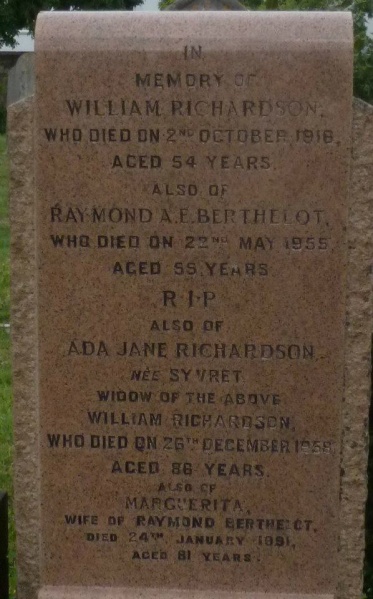 IN
MEMORY OF
WILLIAM RICHARDSON,
WHO DIED ON 2ND OCTOBER 1918,
AGED 54 YEARS.
ALSO OF
RAYMOND A.E. BERTHELOT,
WHO DIED ON 22ND MAY 1955
AGED 55, YEARS.
R.I.P
ALSO OF
ADA JANE RICHARDSON,
NÉE SYVRET
WIDOW OF THE ABOVE
WILLIAM RICHARDSON,
WHO DIED ON 26TH DECEMBER 1958
AGED 86 YEARS.
ALSO OF
MARGUERITA,
WIFE OF RAYMOND BERTHELOT,
DIED 24TH JANUARY 1991,
AGED 81 YEARS.